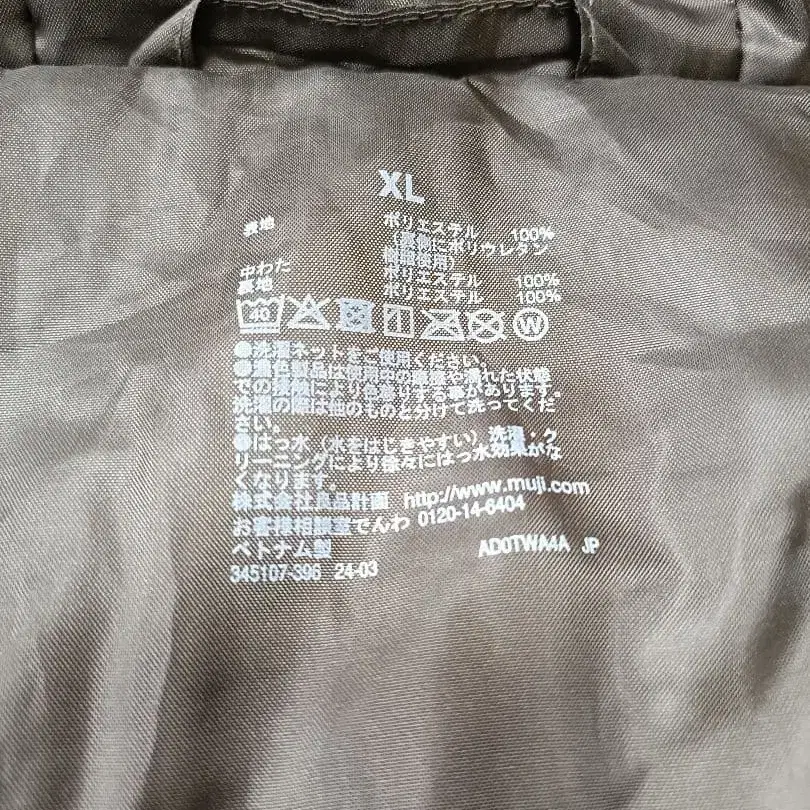 XL
表地 ポリエステル 100%
(裏側にポリウレタン
樹脂使用)
中わた ポリエステル 100%
裏地 ポリエステル 100%
40 W
●洗濯ネットをご使用ください。
●濃色製品は使用中の摩擦や濡れた状態
での接触により色移りする事があります。
洗濯の際は他のものと分けて洗ってくだ
さい。
●はっ水(水をはじきやすい)洗濯・ク
リーニングにより徐々にはっ水効果がな
くなります。
株式会社良品計画 http://www.muji.com
お客様相談室でんわ 0120-14-6404
ベトナム製 AD0TWA4A JP
345107-396 24-03